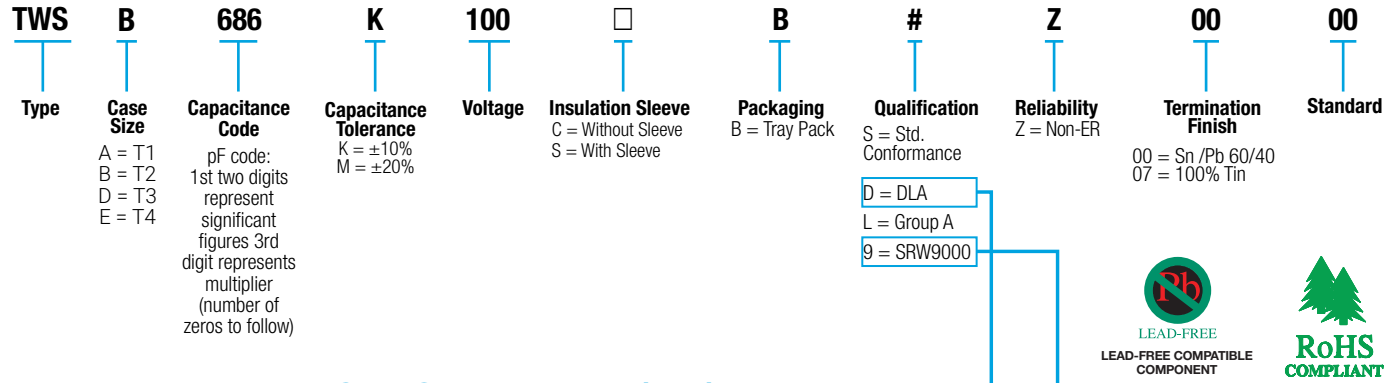 TWS B 686 K 100 □ B # Z 00 00
Type
Case
Size
A = T1
B = T2
D = T3
E = T4
Capacitance
Code
pF code:
1st two digits
represent
significant
figures 3rd
digit represents
multiplier
(number of
zeros to follow)
Capacitance
Tolerance
K = ±10%
M = ±20%
Voltage
Insulation Sleeve
C = Without Sleeve
S = With Sleeve
Packaging
B = Tray Pack
Qualification
S = Std.
Conformance
D = DLA
L = Group A
9 = SRW9000
Reliability
Z = Non-ER
Termination
Finish
00 = Sn /Pb 60/40
07 = 100% Tin
Standard
Pb
LEAD-FREE
LEAD-FREE COMPATIBLE
COMPONENT
RoHS
COMPLIANT